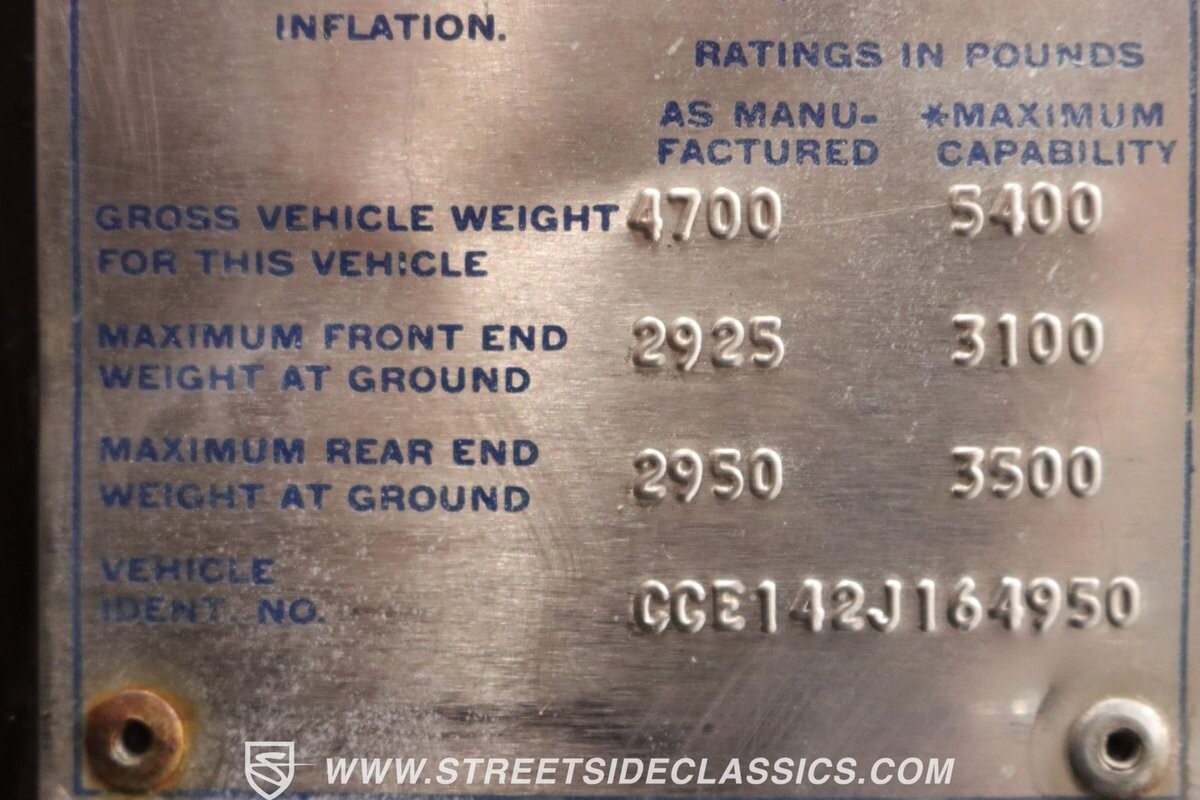 INFLATION.
RATINGS IN POUNDS
AS MANU- *MAXIMUM
FACTURED CAPABILITY
GROSS VEHICLE WEIGHT 4700 5400
FOR THIS VEHICLE
MAXIMUM FRONT END 2925 3100
WEIGHT AT GROUND
MAXIMUM REAR END 2950 3500
WEIGHT AT GROUND
VEHICLE
IDENT. NO. CCE142J164950
WWW.STREETSIDECLASSICS.COM